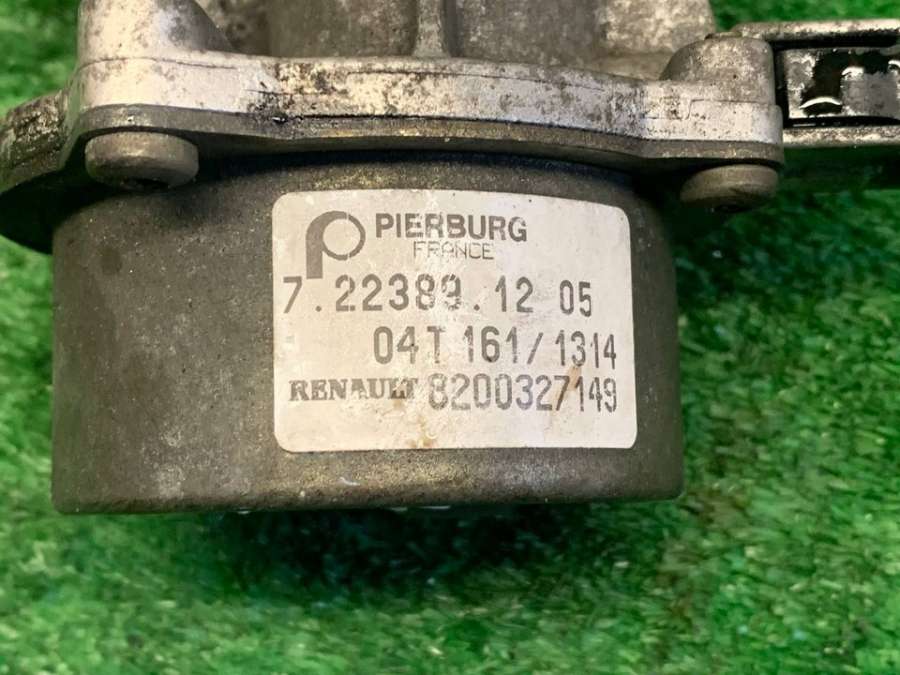 PIERBURG
FRANCE
7.22389.12 05
04T 161/1314
RENAULT 8200327149